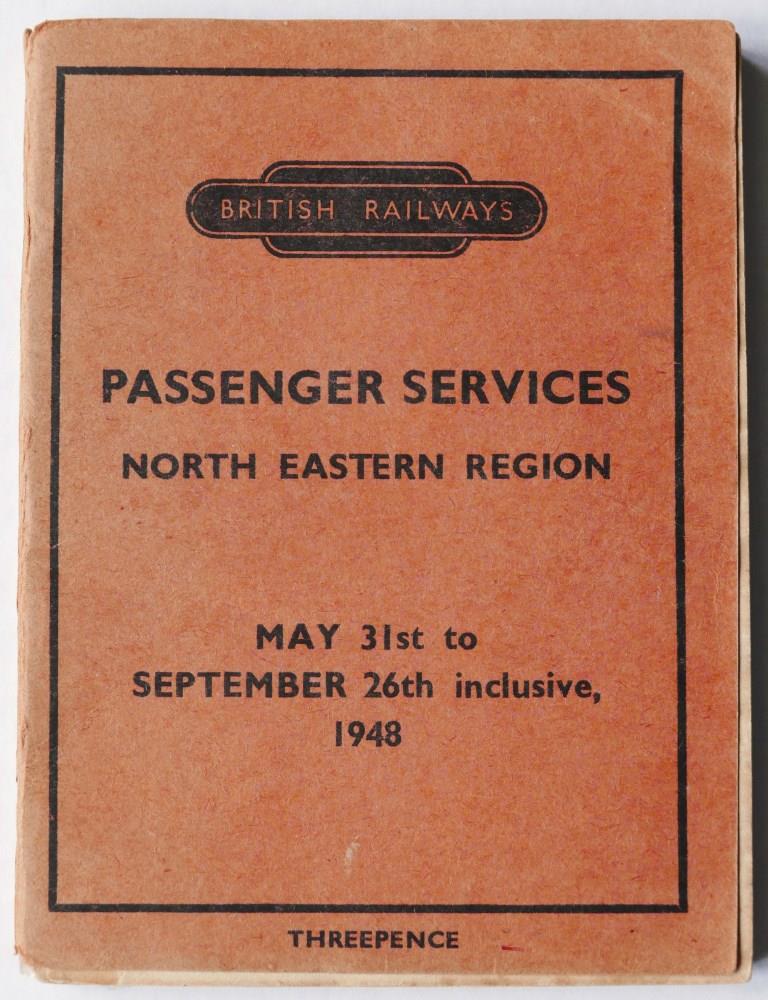 BRITISH RAILWAYS
PASSENGER SERVICES
NORTH EASTERN REGION
MAY 31st to
SEPTEMBER 26th inclusive,
1948
THREEPENCE